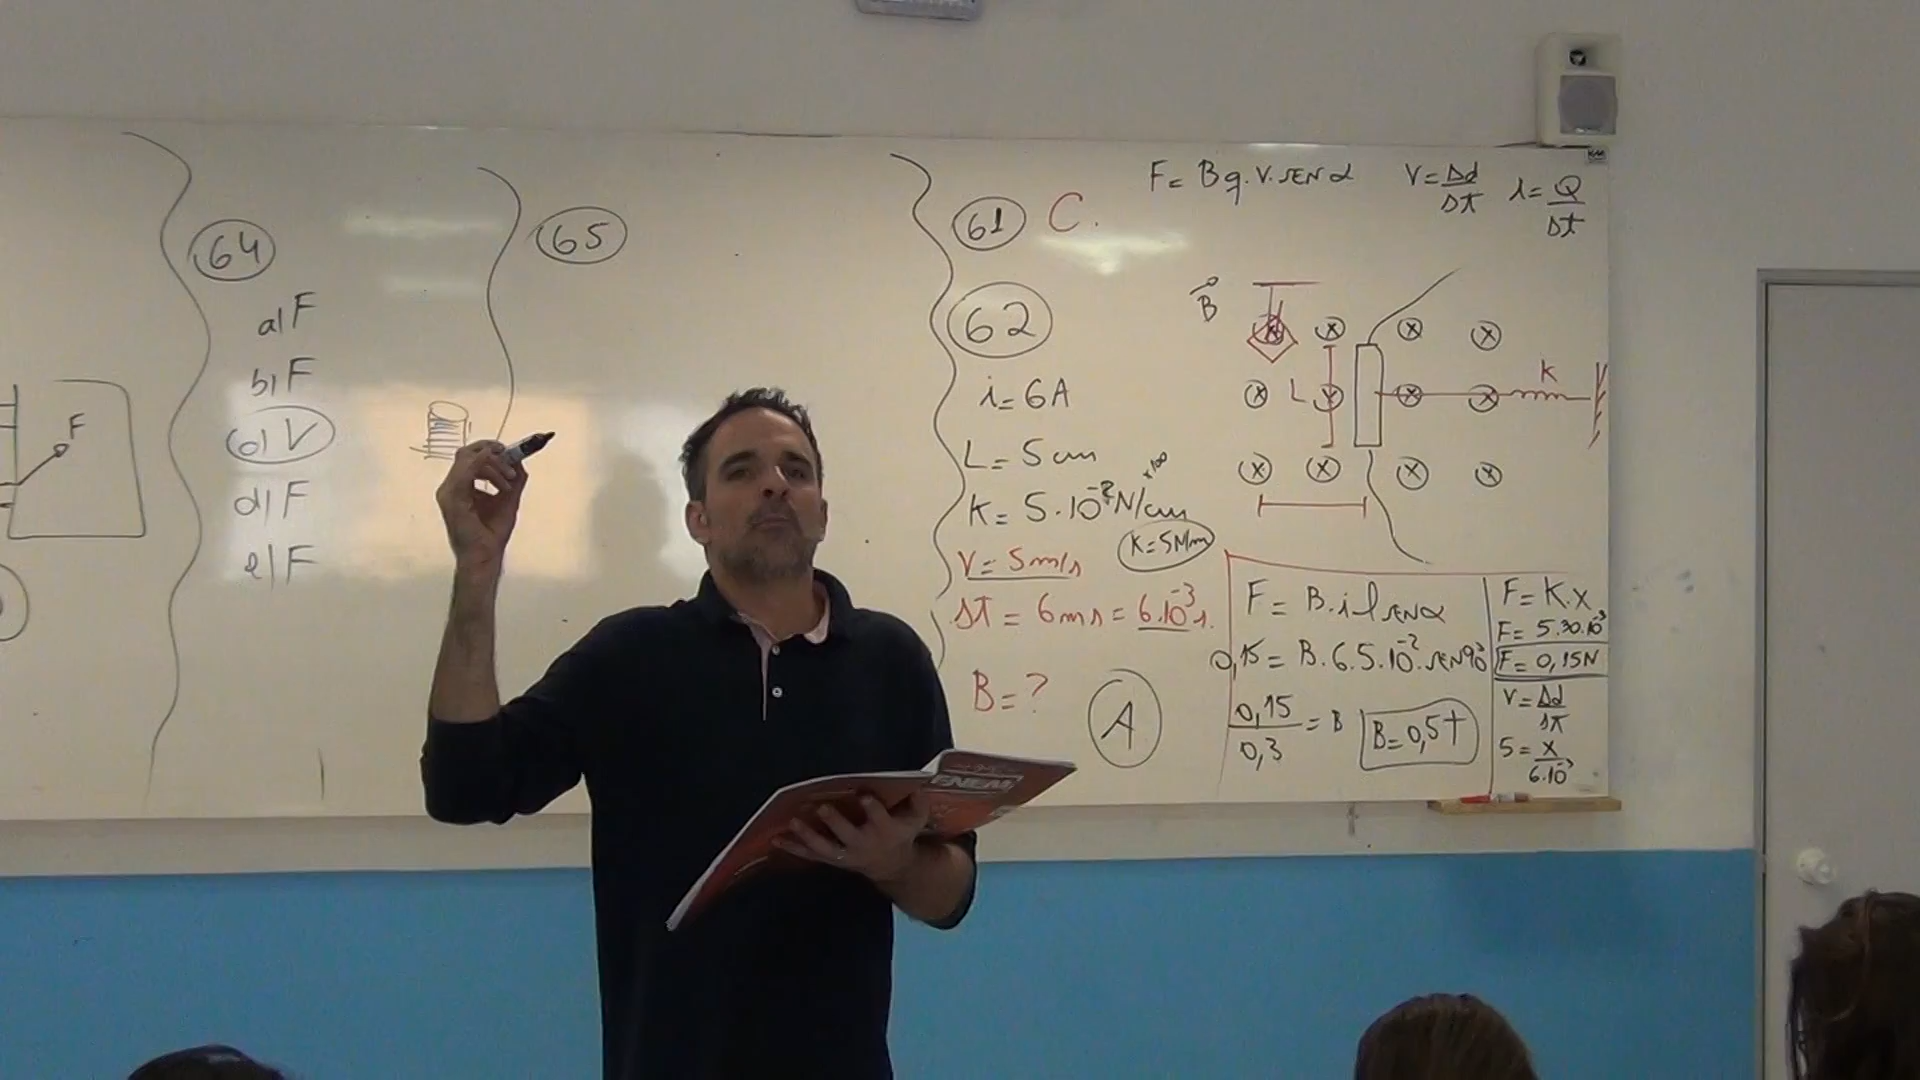 F
64
a) F
b) F
c) V
d) F
e) F
65
61 C.
62
i = 6A
L = 5 cm
K = 5.10⁻² N/cm
x100
K = 5 N/m
V = 5 m/s
Δt = 6 ms = 6.10⁻³ s.
B = ?
A
F = B q. V. sen α
V = Δd/Δt
i = Q/Δt
B
L
K
F = B. i l sen α
0,15 = B. 6. 5. 10⁻². sen 90°
0,15/0,3 = B
B = 0,5 T
F = K. x
F = 5.30.10⁻³
F = 0,15 N
V = Δd/Δt
5 = x/6.10⁻³
ENEM